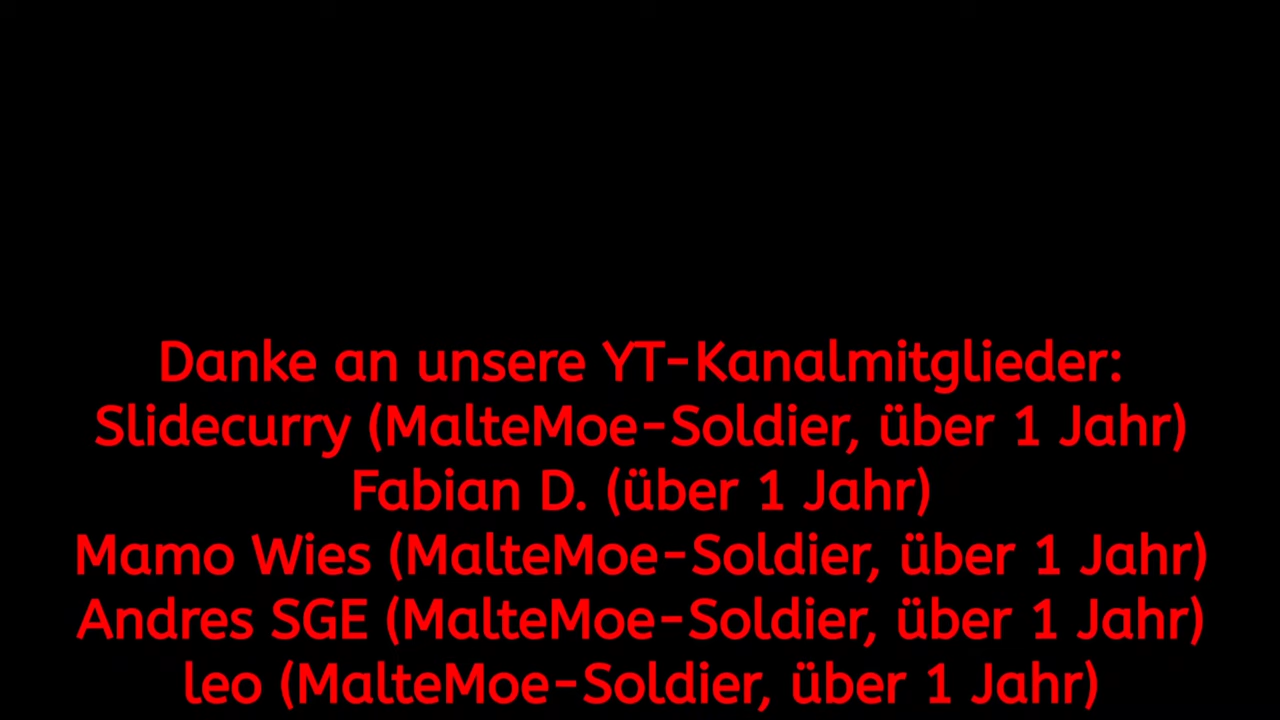 Danke an unsere YT-Kanalmitglieder:
Slidecurry (MalteMoe-Soldier, über 1 Jahr)
Fabian D. (über 1 Jahr)
Mamo Wies (MalteMoe-Soldier, über 1 Jahr)
Andres SGE (MalteMoe-Soldier, über 1 Jahr)
leo (MalteMoe-Soldier, über 1 Jahr)